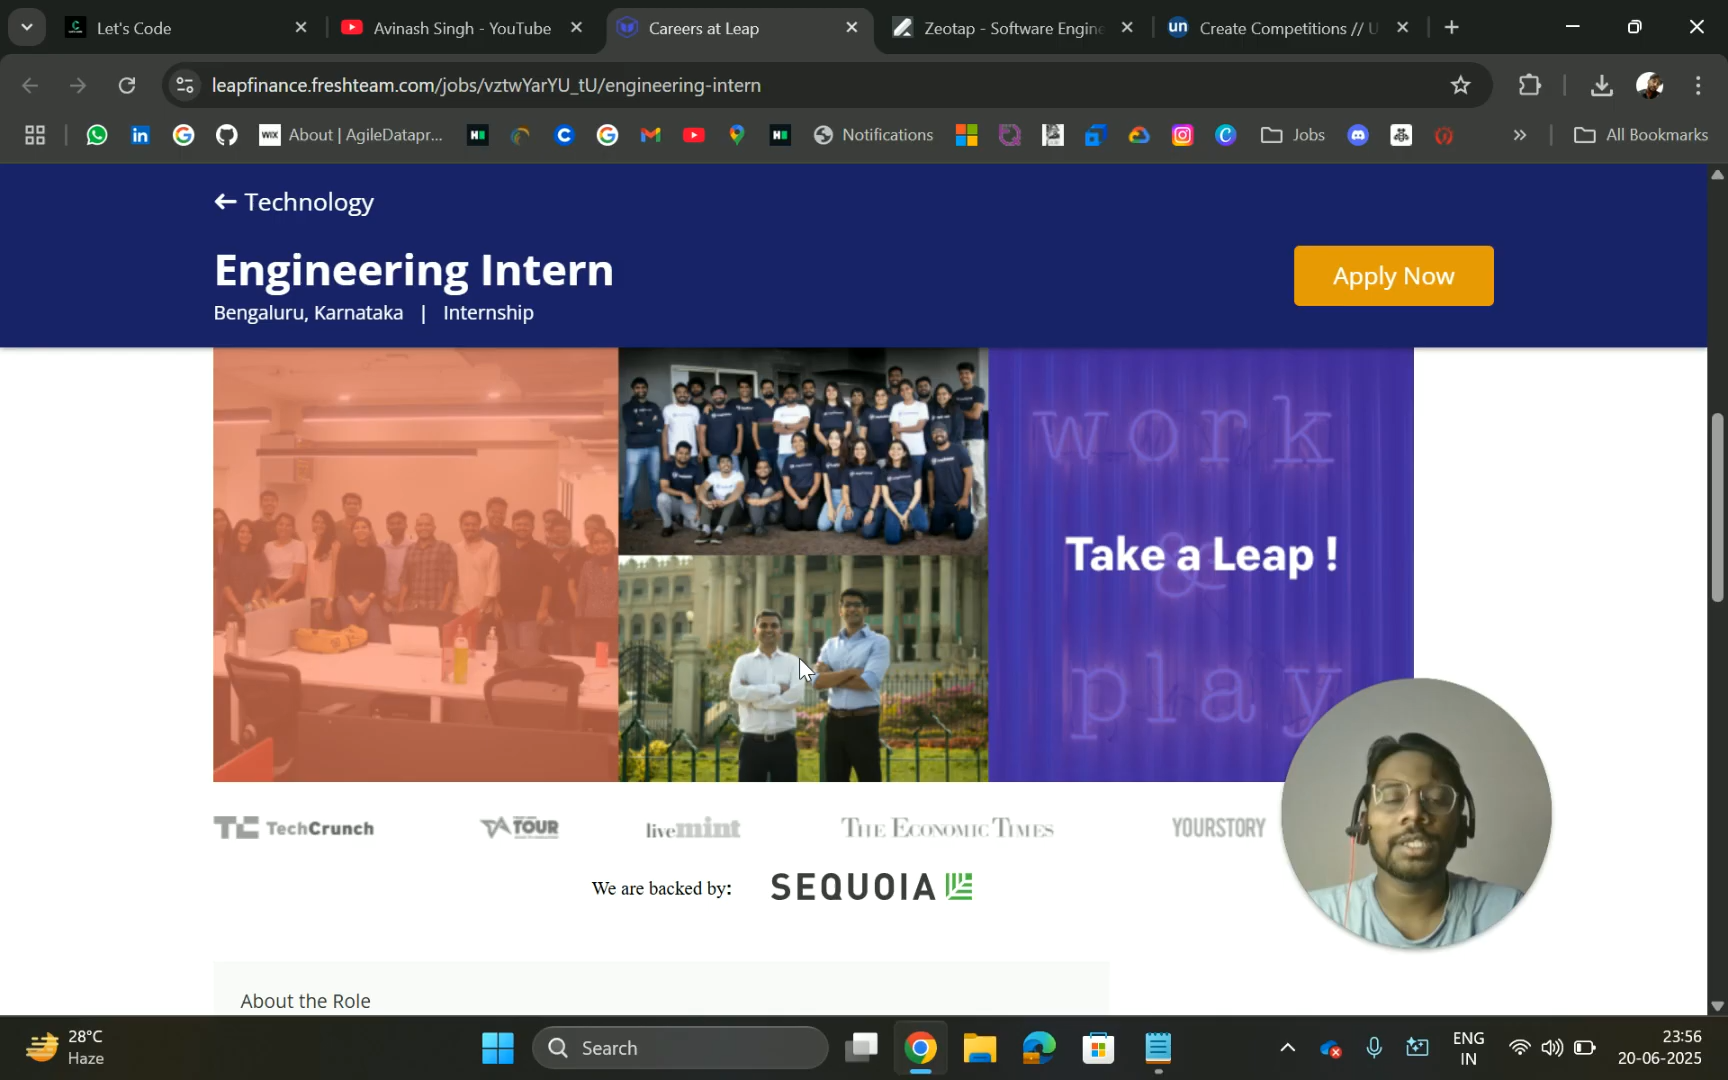 Let's Code
Avinash Singh - YouTube
Careers at Leap
Zeotap - Software Engine
Create Competitions // U
leapfinance.freshteam.com/jobs/vztwYarYU_tU/engineering-intern
WIX About | AgileDatapr...
Notifications
Jobs
All Bookmarks
← Technology
Engineering Intern
Bengaluru, Karnataka | Internship
Apply Now
work
&
play
Take a Leap !
TechCrunch
TOUR
livemint
THE ECONOMIC TIMES
YOURSTORY
We are backed by:
SEQUOIA
About the Role
28°C
Haze
Search
ENG
IN
23:56
20-06-2025